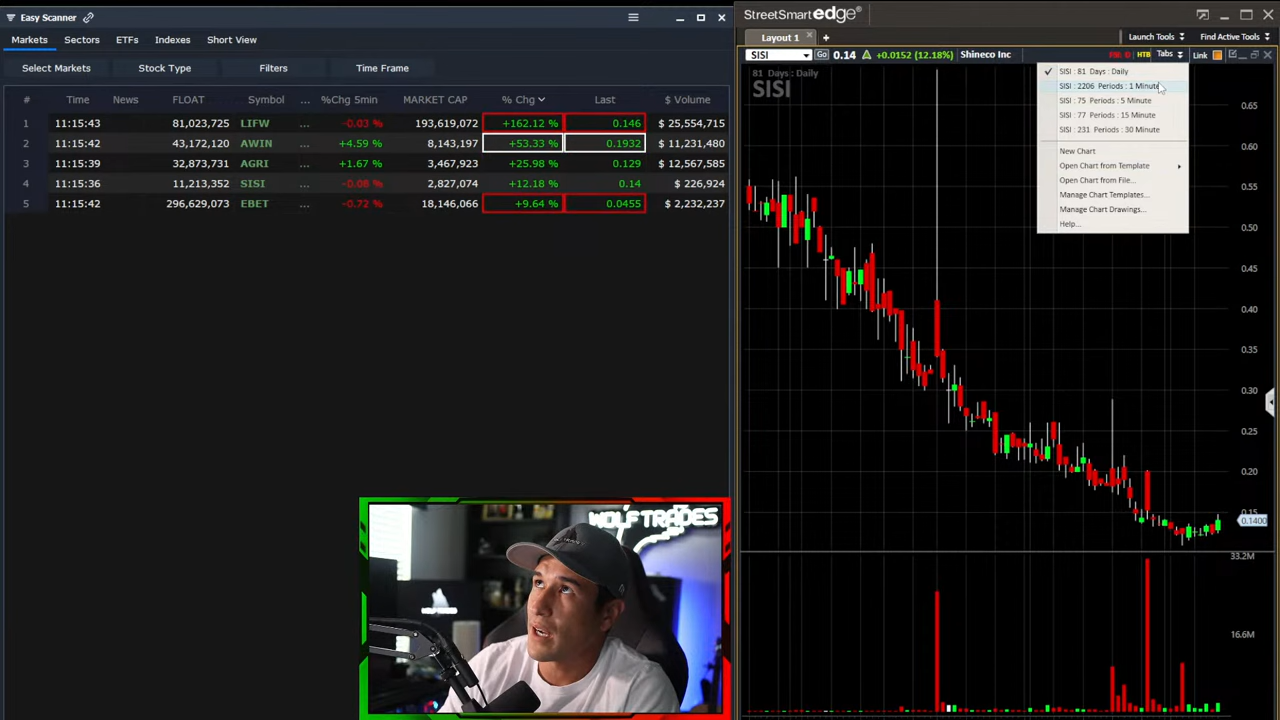 Easy Scanner
Markets Sectors ETFs Indexes Short View
Select Markets Stock Type Filters Time Frame
# Time News FLOAT Symbol ... %Chg 5min MARKET CAP % Chg Last $ Volume
1 11:15:43 81,023,725 LIFW ... -0.03 % 193,619,072 +162.12 % 0.146 $ 25,554,715
2 11:15:42 43,172,120 AWIN ... +4.59 % 8,143,197 +53.33 % 0.1932 $ 11,231,480
3 11:15:39 32,873,731 AGRI ... +1.67 % 3,467,923 +25.98 % 0.129 $ 12,567,585
4 11:15:36 11,213,352 SISI ... -0.08 % 2,827,074 +12.18 % 0.14 $ 226,924
5 11:15:42 296,629,073 EBET ... -0.72 % 18,146,066 +9.64 % 0.0455 $ 2,232,237
WOLF TRADES
StreetSmart edge®
Layout 1 + Launch Tools Find Active Tools
SISI Go 0.14 +0.0152 (12.18%) Shineco Inc HTB Tabs Link
81 Days : Daily
SISI
SISI : 81 Days : Daily
SISI : 2206 Periods : 1 Minute
SISI : 75 Periods : 5 Minute
SISI : 77 Periods : 15 Minute
SISI : 231 Periods : 30 Minute
New Chart
Open Chart from Template
Open Chart from File...
Manage Chart Templates...
Manage Chart Drawings...
Help...
0.65
0.60
0.55
0.50
0.45
0.40
0.35
0.30
0.25
0.20
0.15
0.1400
33.2M
16.6M